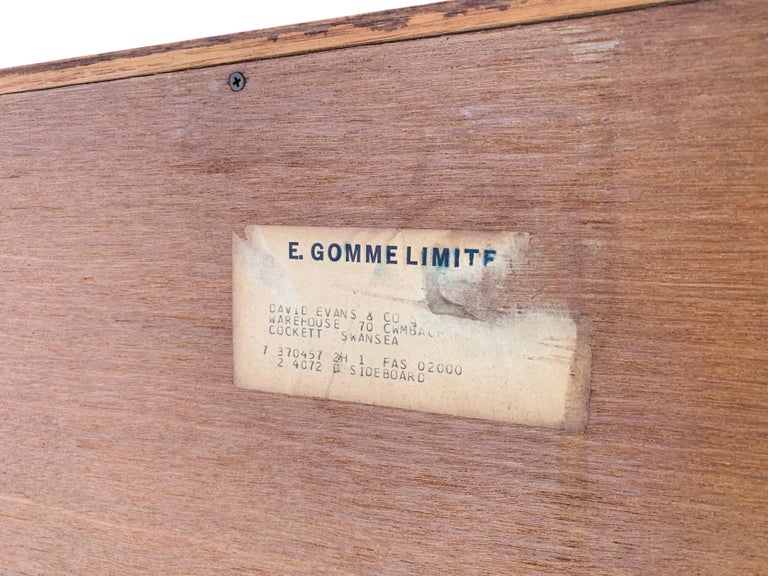 E. GOMME LIMITE
DAVID EVANS & CO S
WAREHOUSE 70 CWMBACH
COCKETT SWANSEA
7 370457 2H 1 FAS 02000
2 4072 D SIDEBOARD